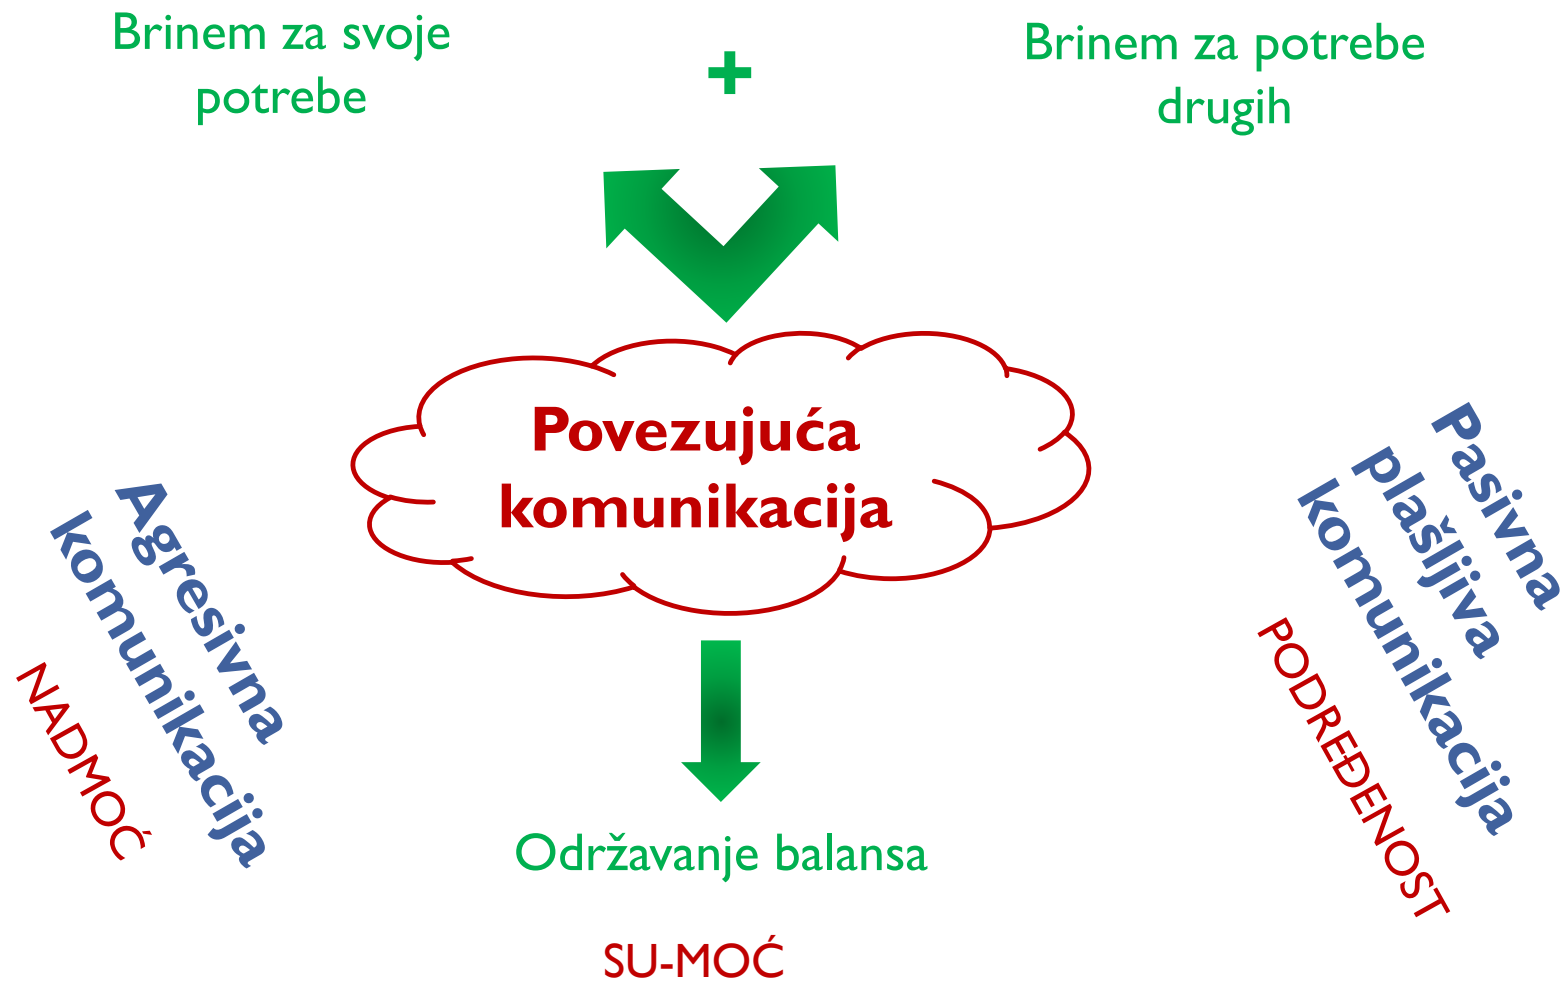 Brinem za svoje
potrebe
+
Brinem za potrebe
drugih
Povezujuća
komunikacija
Agresivna
komunikacija
NADMOĆ
Pasivna
plašljiva
komunikacija
PODREĐENOST
Održavanje balansa
SU-MOĆ